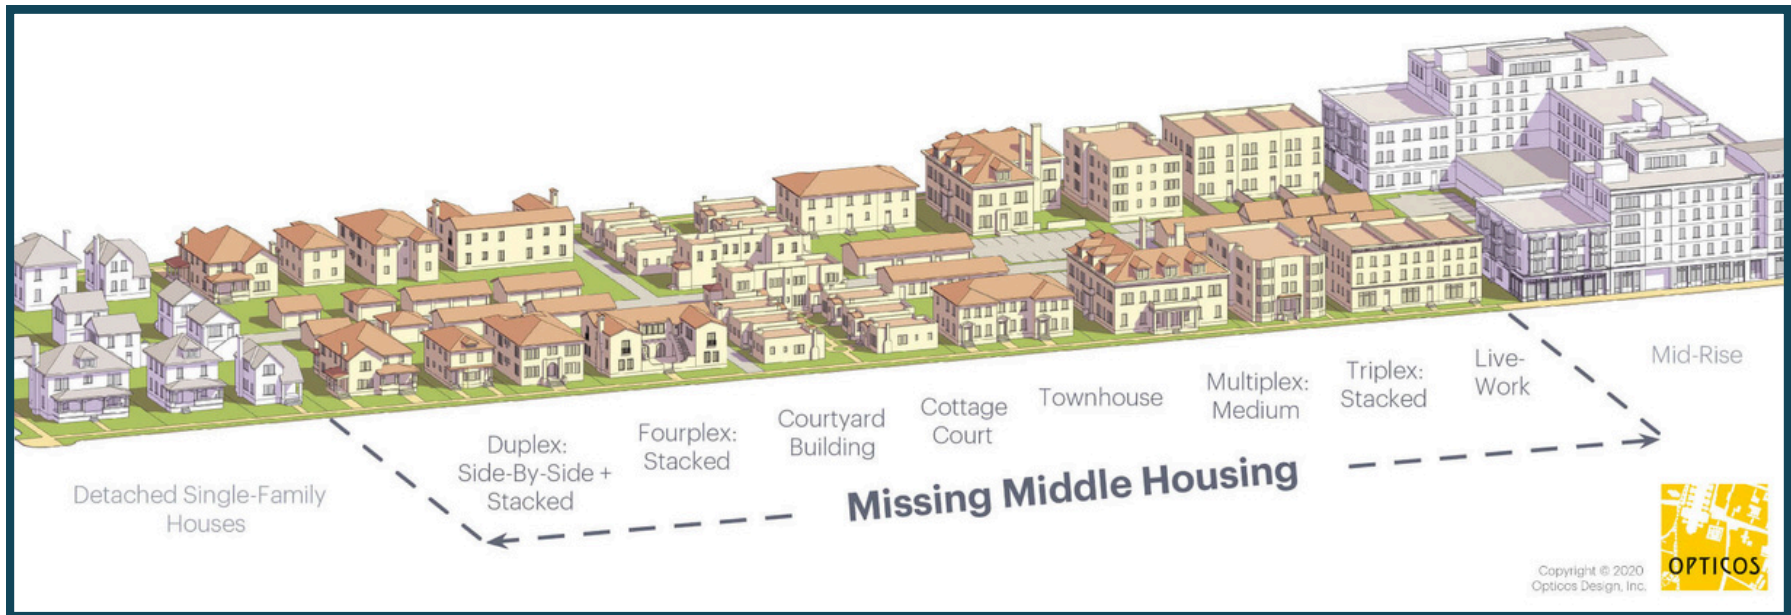 Detached Single-Family
Houses
Duplex:
Side-By-Side +
Stacked
Fourplex:
Stacked
Courtyard
Building
Cottage
Court
Townhouse
Multiplex:
Medium
Triplex:
Stacked
Live-
Work
Mid-Rise
Missing Middle Housing
Copyright © 2020
Opticos Design, Inc.
OPTICOS